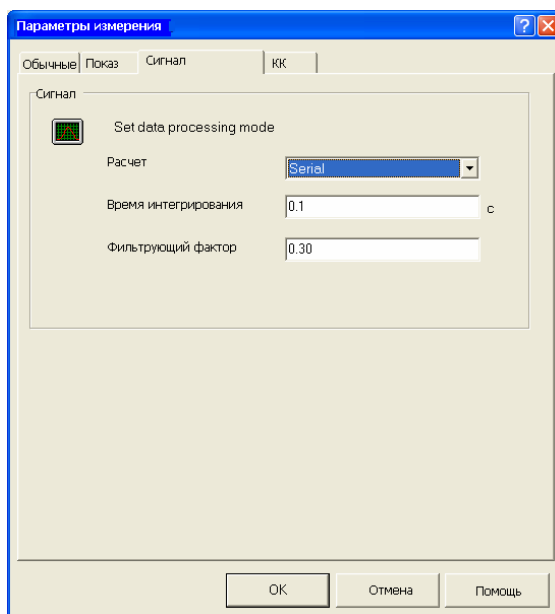 Параметры измерения
Обычные Показ Сигнал КК
Сигнал
Set data processing mode
Расчет Serial
Время интегрирования 0.1 с
Фильтрующий фактор 0.30
OK Отмена Помощь